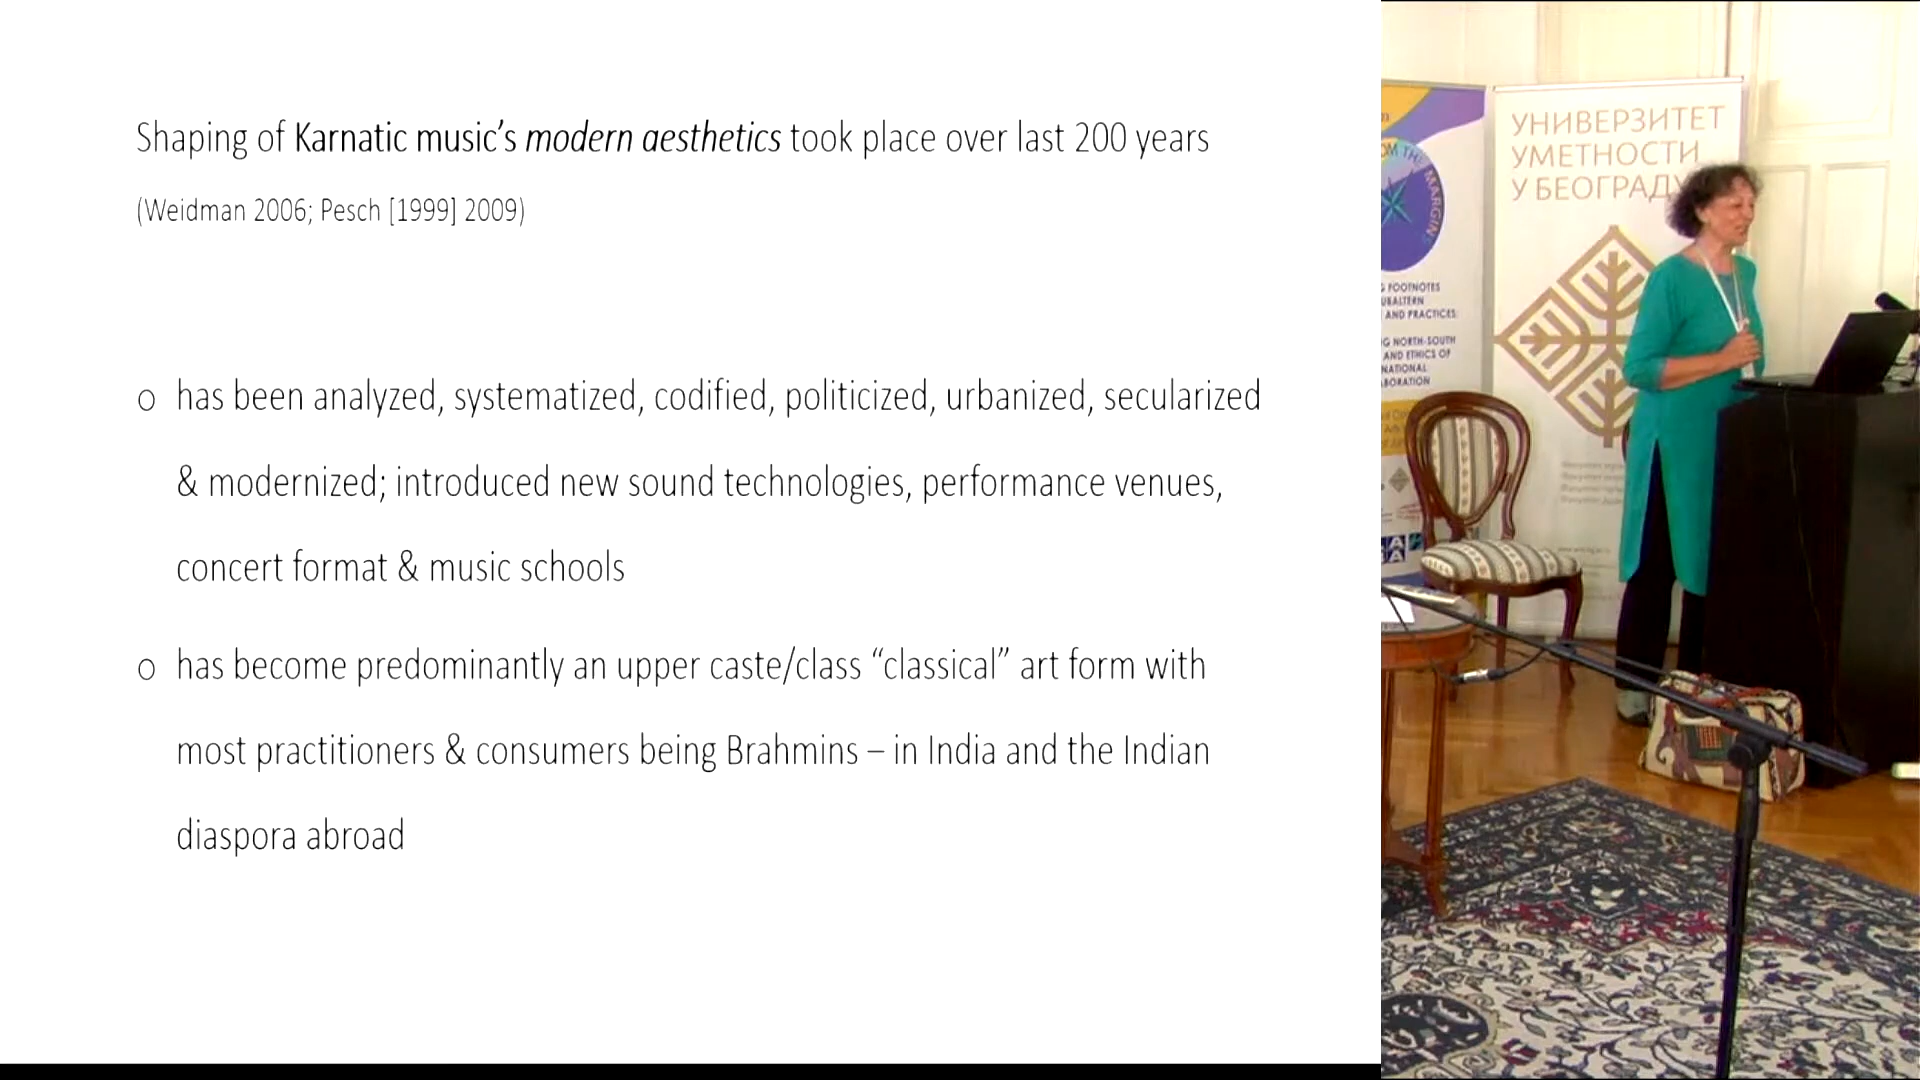 Shaping of Karnatic music’s modern aesthetics took place over last 200 years
(Weidman 2006; Pesch [1999] 2009)
o has been analyzed, systematized, codified, politicized, urbanized, secularized
& modernized; introduced new sound technologies, performance venues,
concert format & music schools
o has become predominantly an upper caste/class “classical” art form with
most practitioners & consumers being Brahmins – in India and the Indian
diaspora abroad
УНИВЕРЗИТЕТ
УМЕТНОСТИ
У БЕОГРАДУ
OM THE MARGINS
FOOTNOTES
AND PRACTICES:
NORTH-SOUTH
AND ETHICS OF